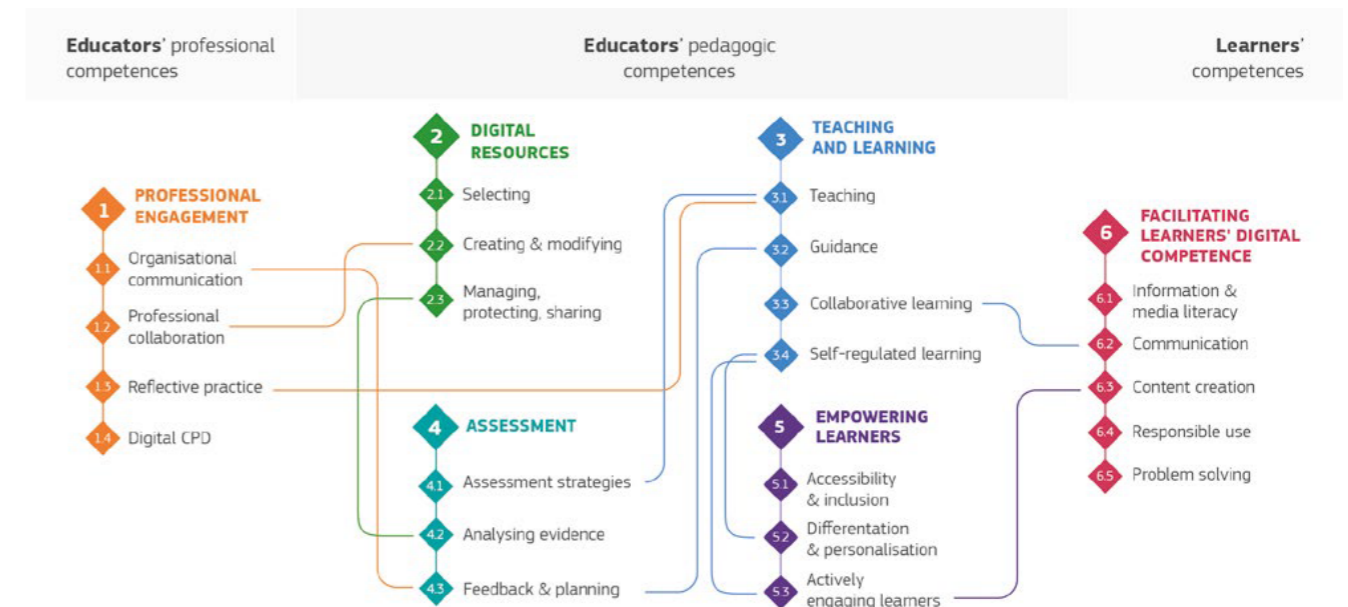 Educators' professional
competences
Educators' pedagogic
competences
Learners'
competences
1
PROFESSIONAL
ENGAGEMENT
1.1
Organisational
communication
1.2
Professional
collaboration
1.3
Reflective practice
1.4
Digital CPD
2
DIGITAL
RESOURCES
2.1
Selecting
2.2
Creating & modifying
2.3
Managing,
protecting, sharing
3
TEACHING
AND LEARNING
3.1
Teaching
3.2
Guidance
3.3
Collaborative learning
3.4
Self-regulated learning
4
ASSESSMENT
4.1
Assessment strategies
4.2
Analysing evidence
4.3
Feedback & planning
5
EMPOWERING
LEARNERS
5.1
Accessibility
& inclusion
5.2
Differentation
& personalisation
5.3
Actively
engaging learners
6
FACILITATING
LEARNERS' DIGITAL
COMPETENCE
6.1
Information &
media literacy
6.2
Communication
6.3
Content creation
6.4
Responsible use
6.5
Problem solving